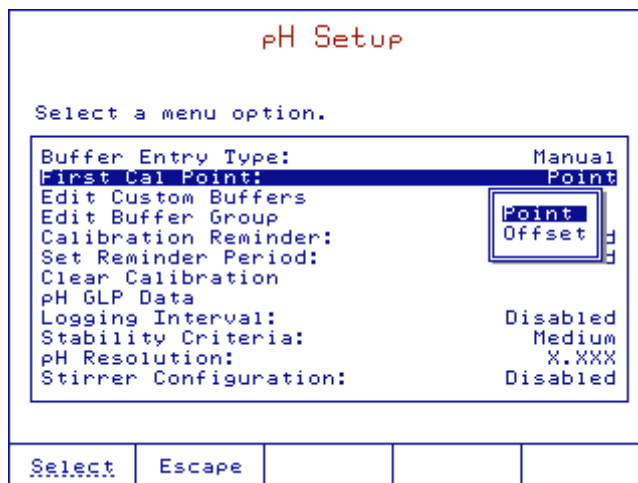 pH Setup
Select a menu option.
Buffer Entry Type: Manual
First Cal Point: Point
Edit Custom Buffers
Point
Edit Buffer Group
Offset
Calibration Reminder:
Set Reminder Period:
Clear Calibration
pH GLP Data
Logging Interval: Disabled
Stability Criteria: Medium
pH Resolution: X.XXX
Stirrer Configuration: Disabled
Select Escape